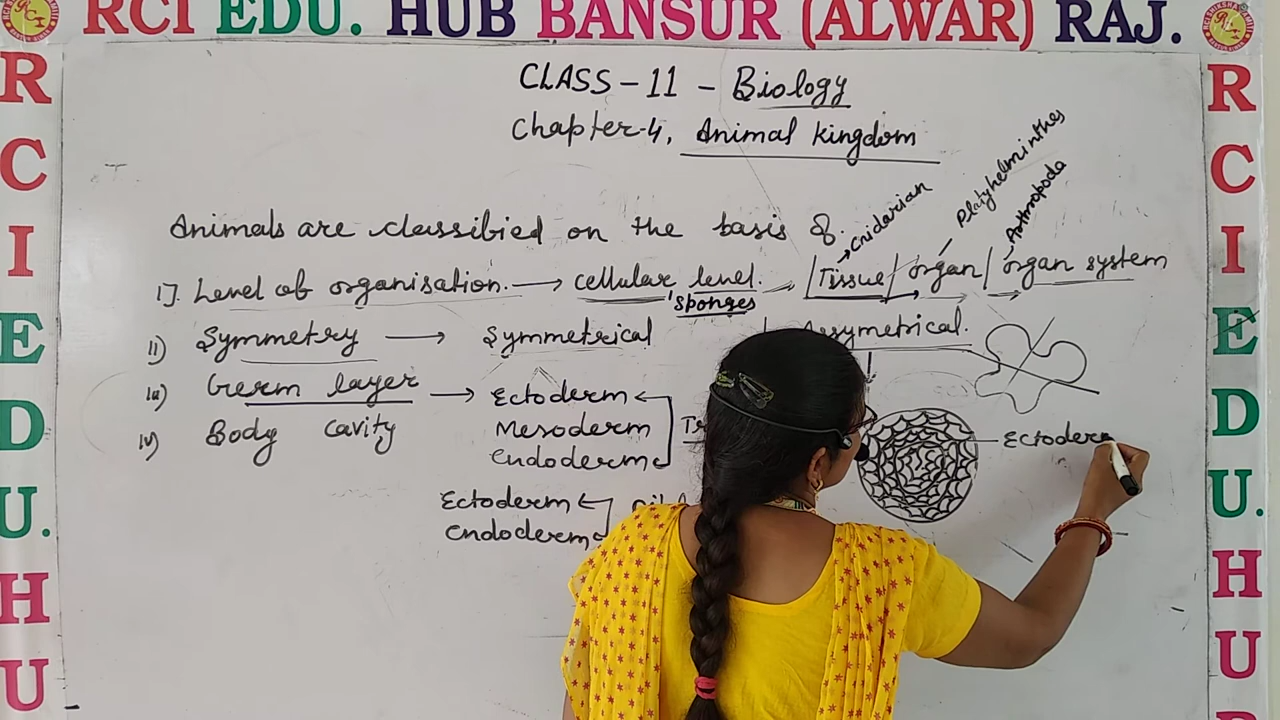 RCI EDU. HUB BANSUR (ALWAR) RAJ.
R C I E D U. H U
R C I E D U. H U
CLASS-11 - Biology
Chapter-4, Animal kingdom
Animals are classified on the basis of.
Cnidarian
Platyhelminthes
Arthropoda
I]. Level of organisation. → cellular level. → |Tissue/ organ/ organ system
sponges
II) Symmetry → Symmetrical Assymetrical.
III) Germ layer → Ectoderm
Mesoderm
Endoderm
IV) Body cavity
Ectoderm
Endoderm
Ectoderm